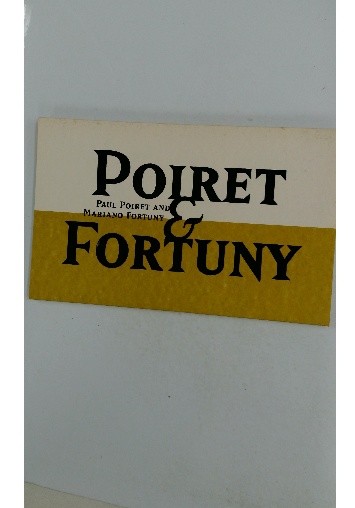 POIRET
PAUL POIRET AND
MARIANO FORTUNY
&
FORTUNY